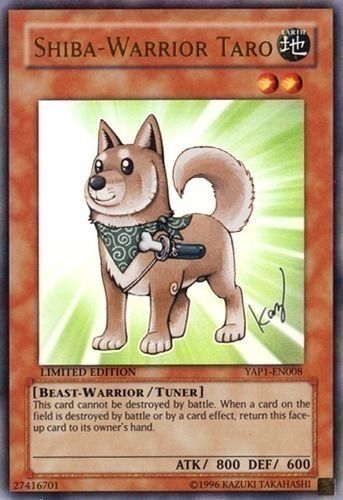 SHIBA-WARRIOR TARO
EARTH
地
Kaz
LIMITED EDITION
YAP1-EN008
[BEAST-WARRIOR/TUNER]
This card cannot be destroyed by battle. When a card on the
field is destroyed by battle or by a card effect, return this face-
up card to its owner's hand.
ATK/ 800 DEF/ 600
27416701
©1996 KAZUKI TAKAHASHI